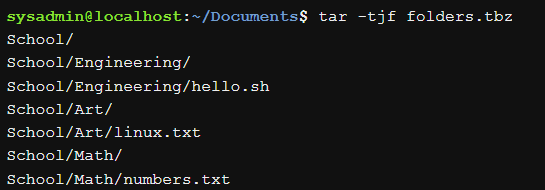 sysadmin@localhost:~/Documents$ tar -tjf folders.tbz
School/
School/Engineering/
School/Engineering/hello.sh
School/Art/
School/Art/linux.txt
School/Math/
School/Math/numbers.txt